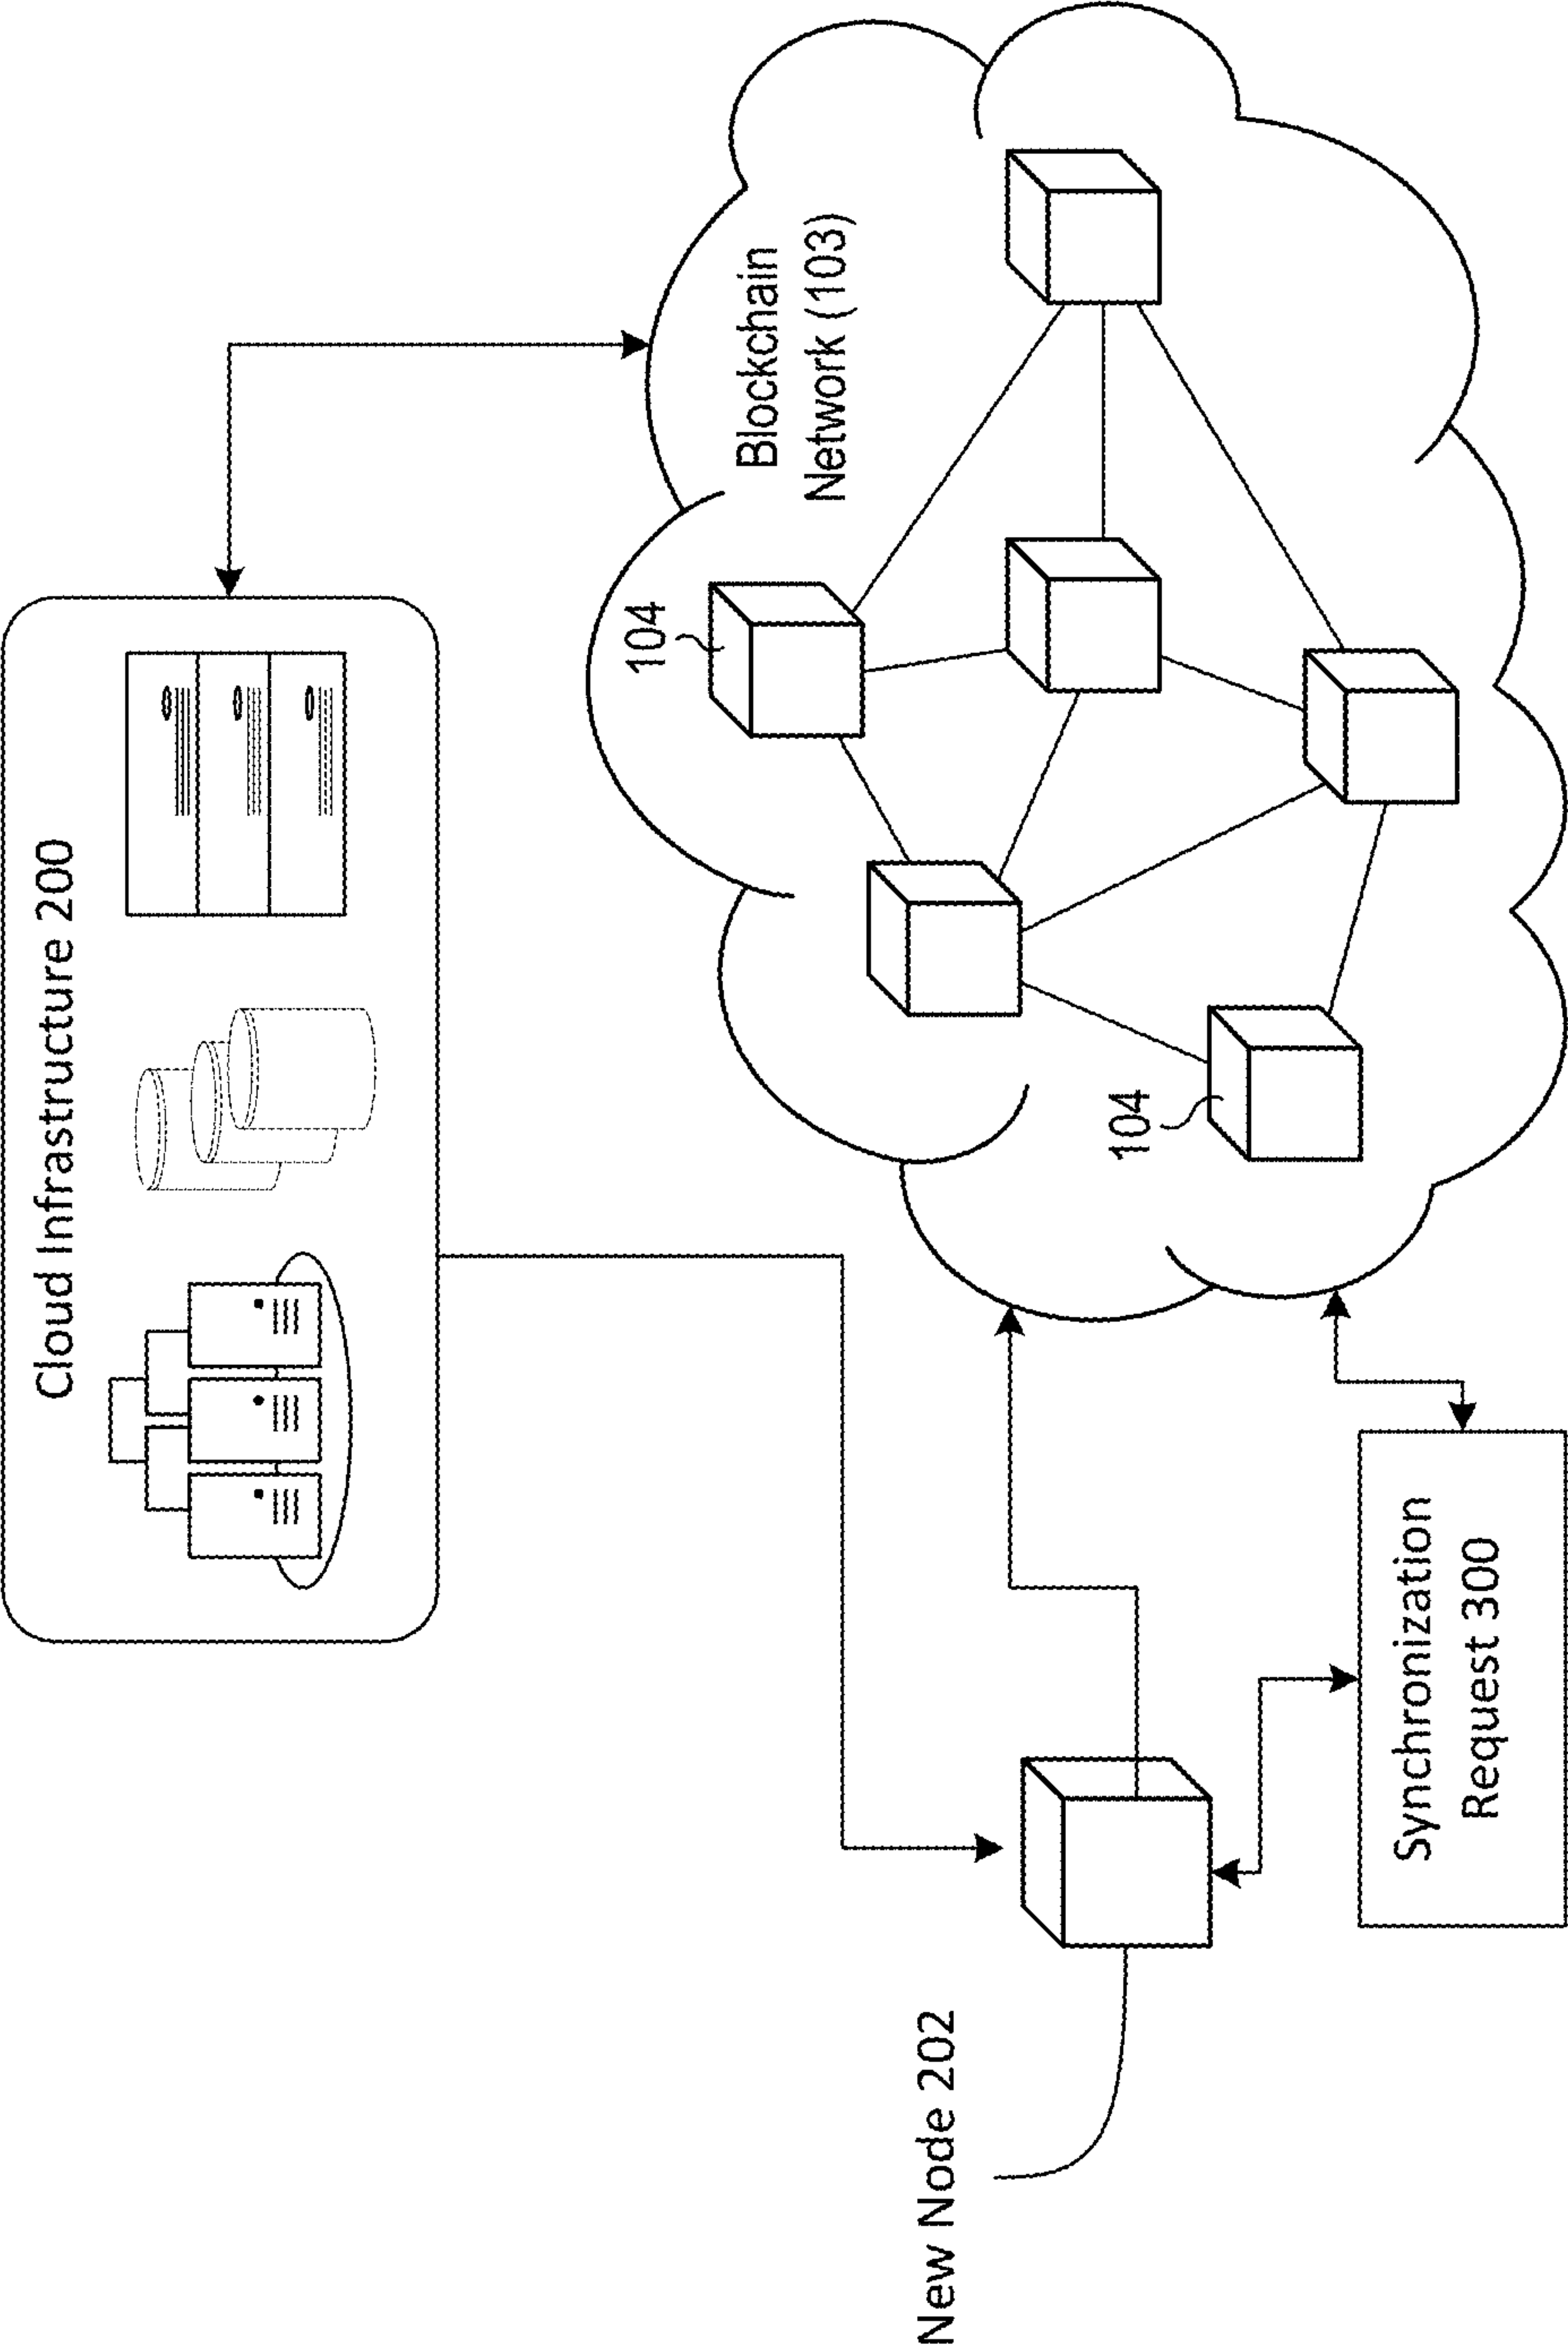 Cloud Infrastructure 200
Blockchain
Network (103)
104
104
New Node 202
Synchronization
Request 300